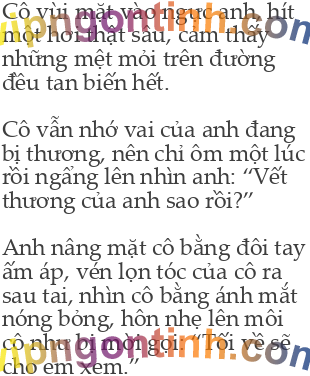 Cô vùi mặt vào ngực anh, hít
một hơi thật sâu, cảm thấy
những mệt mỏi trên đường
đều tan biến hết.
Cô vẫn nhớ vai của anh đang
bị thương, nên chỉ ôm một lúc
rồi ngẩng lên nhìn anh: “Vết
thương của anh sao rồi?”
Anh nâng mặt cô bằng đôi tay
ấm áp, vén lọn tóc của cô ra
sau tai, nhìn cô bằng ánh mắt
nóng bỏng, hôn nhẹ lên môi
cô như bị mời gọi: “Tối về sẽ
cho em xem.”